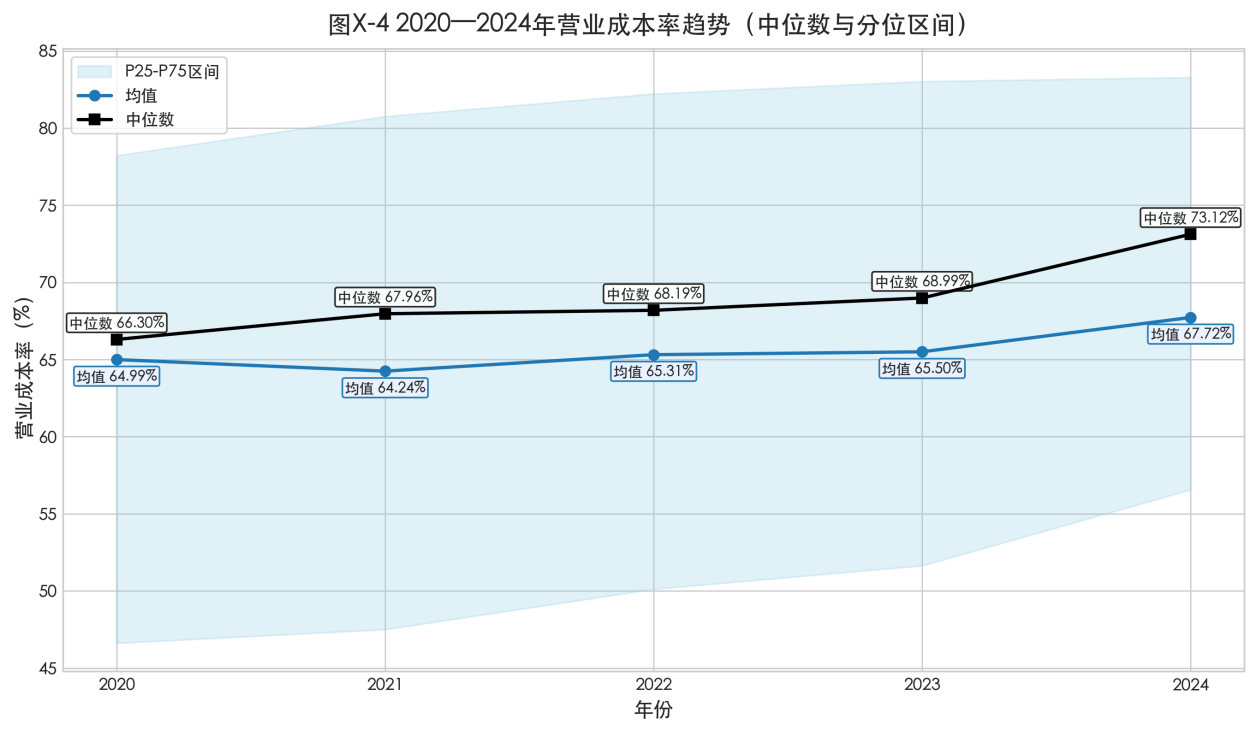 图X-4 2020—2024年营业成本率趋势（中位数与分位区间）
P25-P75区间
均值
中位数
营业成本率（%）
85
80
75
70
65
60
55
50
45
中位数 66.30%
中位数 67.96%
中位数 68.19%
中位数 68.99%
中位数 73.12%
均值 64.99%
均值 64.24%
均值 65.31%
均值 65.50%
均值 67.72%
2020 2021 2022 2023 2024
年份